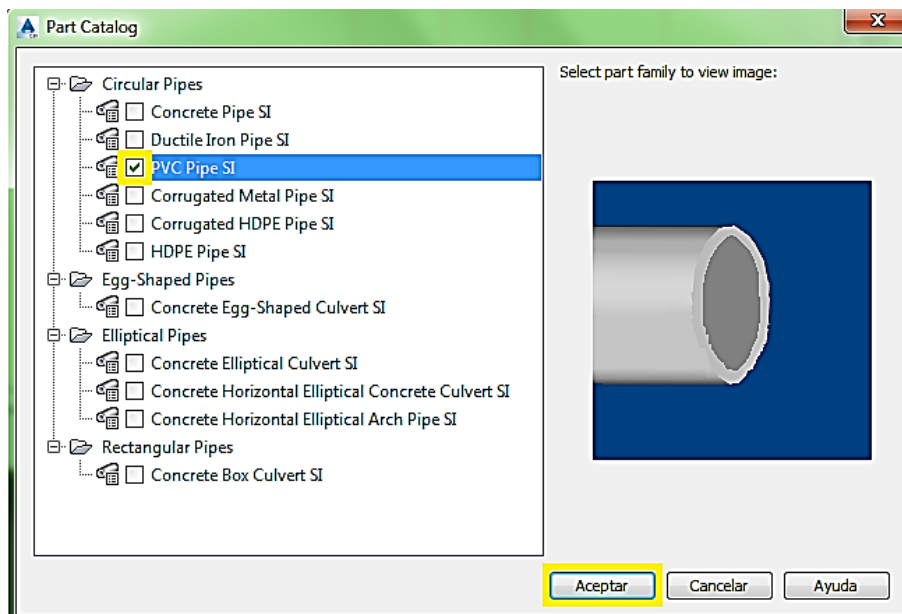 Part Catalog
Circular Pipes
Concrete Pipe SI
Ductile Iron Pipe SI
PVC Pipe SI
Corrugated Metal Pipe SI
Corrugated HDPE Pipe SI
HDPE Pipe SI
Egg-Shaped Pipes
Concrete Egg-Shaped Culvert SI
Elliptical Pipes
Concrete Elliptical Culvert SI
Concrete Horizontal Elliptical Concrete Culvert SI
Concrete Horizontal Elliptical Arch Pipe SI
Rectangular Pipes
Concrete Box Culvert SI
Select part family to view image:
Aceptar Cancelar Ayuda